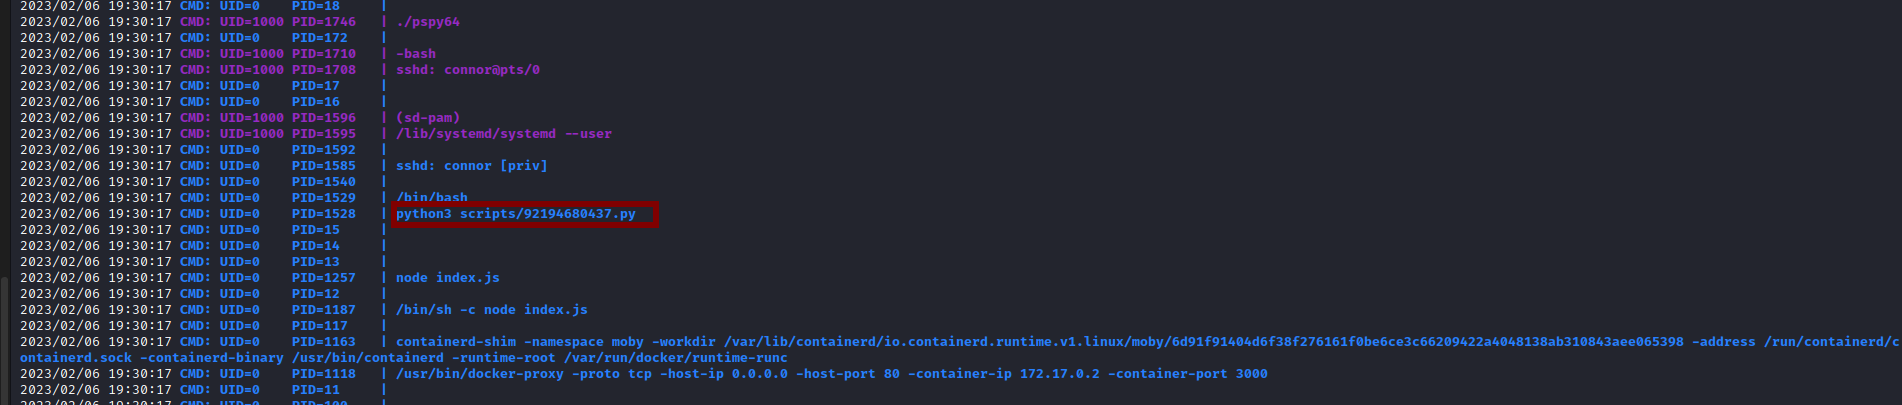 2023/02/06 19:30:17 CMD: UID=0    PID=18     |
2023/02/06 19:30:17 CMD: UID=1000 PID=1746   | ./pspy64
2023/02/06 19:30:17 CMD: UID=0    PID=172    |
2023/02/06 19:30:17 CMD: UID=1000 PID=1710   | -bash
2023/02/06 19:30:17 CMD: UID=1000 PID=1708   | sshd: connor@pts/0
2023/02/06 19:30:17 CMD: UID=0    PID=17     |
2023/02/06 19:30:17 CMD: UID=0    PID=16     |
2023/02/06 19:30:17 CMD: UID=1000 PID=1596   | (sd-pam)
2023/02/06 19:30:17 CMD: UID=1000 PID=1595   | /lib/systemd/systemd --user
2023/02/06 19:30:17 CMD: UID=0    PID=1592   |
2023/02/06 19:30:17 CMD: UID=0    PID=1585   | sshd: connor [priv]
2023/02/06 19:30:17 CMD: UID=0    PID=1540   |
2023/02/06 19:30:17 CMD: UID=0    PID=1529   | /bin/bash
2023/02/06 19:30:17 CMD: UID=0    PID=1528   | python3 scripts/92194680437.py
2023/02/06 19:30:17 CMD: UID=0    PID=15     |
2023/02/06 19:30:17 CMD: UID=0    PID=14     |
2023/02/06 19:30:17 CMD: UID=0    PID=13     |
2023/02/06 19:30:17 CMD: UID=0    PID=1257   | node index.js
2023/02/06 19:30:17 CMD: UID=0    PID=12     |
2023/02/06 19:30:17 CMD: UID=0    PID=1187   | /bin/sh -c node index.js
2023/02/06 19:30:17 CMD: UID=0    PID=117    |
2023/02/06 19:30:17 CMD: UID=0    PID=1163   | containerd-shim -namespace moby -workdir /var/lib/containerd/io.containerd.runtime.v1.linux/moby/6d91f91404d6f38f276161f0be6ce3c66209422a4048138ab310843aee065398 -address /run/containerd/c
ontainerd.sock -containerd-binary /usr/bin/containerd -runtime-root /var/run/docker/runtime-runc
2023/02/06 19:30:17 CMD: UID=0    PID=1118   | /usr/bin/docker-proxy -proto tcp -host-ip 0.0.0.0 -host-port 80 -container-ip 172.17.0.2 -container-port 3000
2023/02/06 19:30:17 CMD: UID=0    PID=11     |